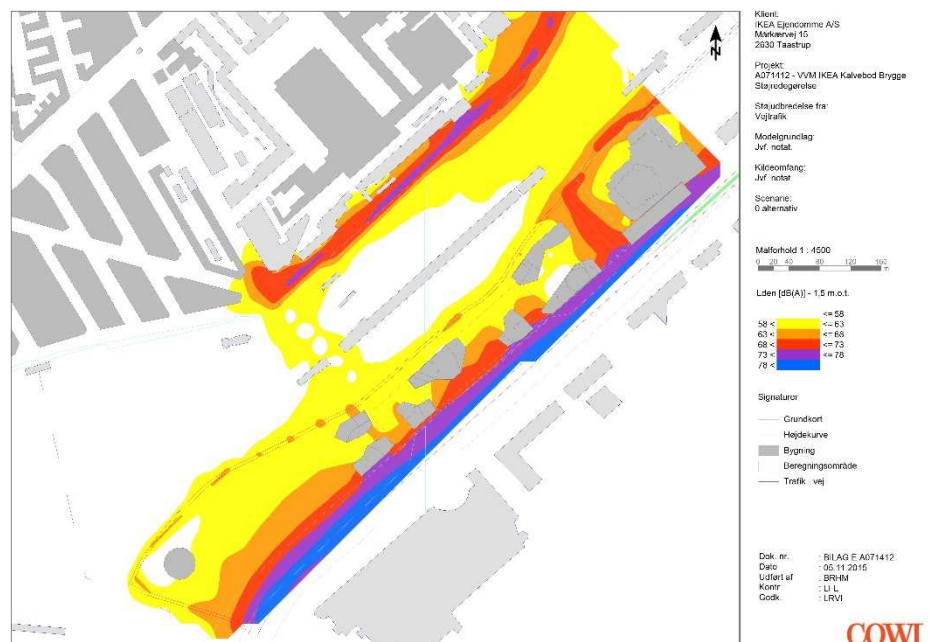 Klient:
IKEA Ejendomme A/S
Mårkærvej 15
2630 Taastrup
N
Projekt:
A071412 - VVM IKEA Kalvebod Brygge
Støjredegørelse
Støjudbredelse fra:
Vejtrafik
Modelgrundlag:
Jvf. notat.
Kildeomfang:
Jvf. notat
Scenarie:
0 alternativ
Målforhold 1 : 4500
0 20 40 80 120 160
m
Lden [dB(A)] - 1,5 m.o.t.
<= 58
58 < <= 63
63 < <= 68
68 < <= 73
73 < <= 78
78 <
Signaturer
Grundkort
Højdekurve
Bygning
Beregningsområde
Trafik vej
Dok. nr. : BILAG E A071412
Dato : 05.11.2015
Udført af : BRHM
Kontr :
Godk. : LRVI
COWI